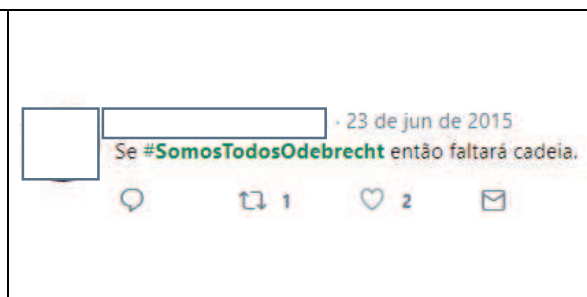 · 23 de jun de 2015
Se #SomosTodosOdebrecht então faltará cadeia.
1 2